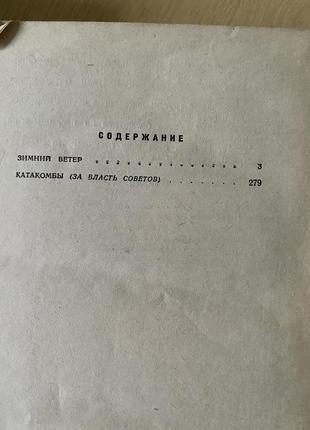 СОДЕРЖАНИЕ
ЗИМНИЙ ВЕТЕР . . . . . . . . . . . . . 3
КАТАКОМБЫ (ЗА ВЛАСТЬ СОВЕТОВ) . . . . . . . 279